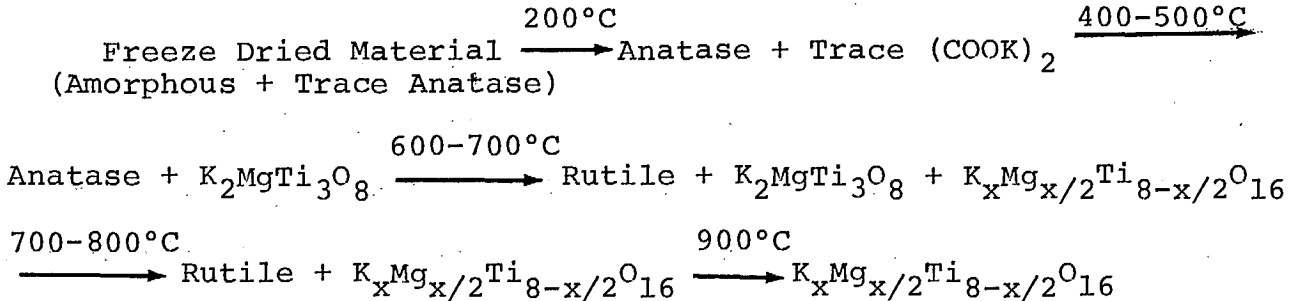 200°C 400-500°C
Freeze Dried Material ⟶ Anatase + Trace (COOK)₂ ⟶
(Amorphous + Trace Anatase)
600-700°C
Anatase + K₂MgTi₃O₈ ⟶ Rutile + K₂MgTi₃O₈ + KₓMgₓ/₂Ti₈₋ₓ/₂O₁₆
700-800°C 900°C
⟶ Rutile + KₓMgₓ/₂Ti₈₋ₓ/₂O₁₆ ⟶ KₓMgₓ/₂Ti₈₋ₓ/₂O₁₆